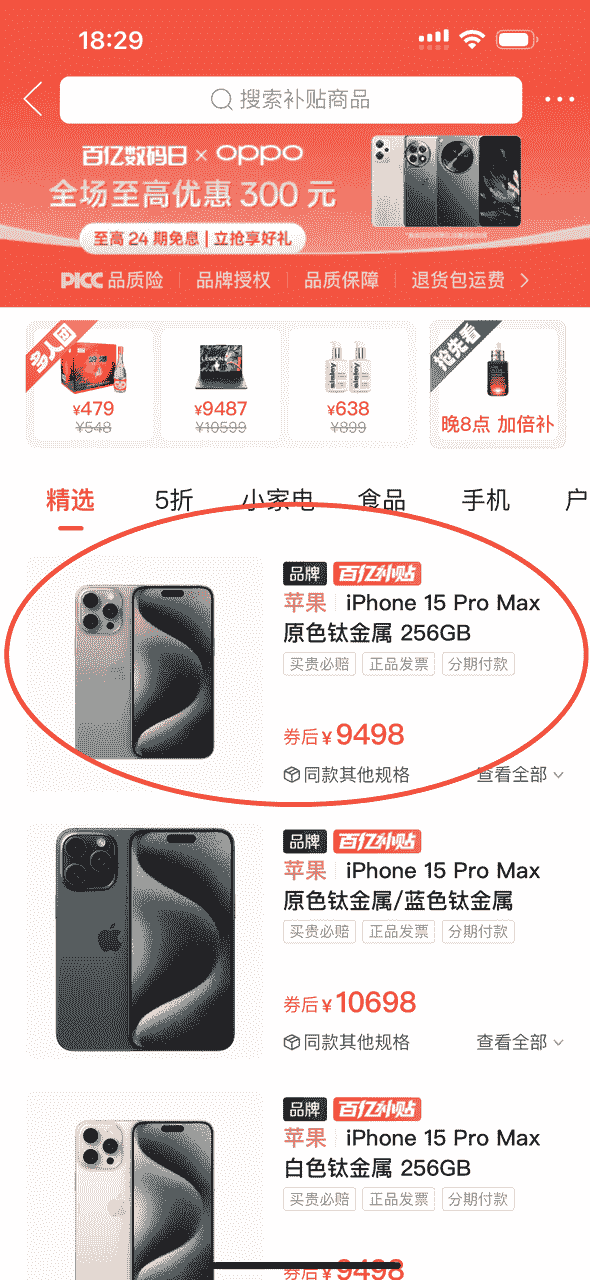 18:29
搜索补贴商品
百亿数码日 × oppo
全场至高优惠 300 元
至高 24 期免息 | 立抢享好礼
PICC 品质险 品牌授权 品质保障 退货包运费
多人团
抢先看
LEGION
sisley sisley
¥479 ¥9487 ¥638 晚8点 加倍补
¥548 ¥10599 ¥899
精选 5折 小家电 食品 手机 户
品牌 百亿补贴
苹果 iPhone 15 Pro Max
原色钛金属 256GB
买贵必赔 正品发票 分期付款
券后 ¥ 9498
同款其他规格 查看全部
品牌 百亿补贴
苹果 iPhone 15 Pro Max
原色钛金属/蓝色钛金属
买贵必赔 正品发票 分期付款
券后 ¥ 10698
同款其他规格 查看全部
品牌 百亿补贴
苹果 iPhone 15 Pro Max
白色钛金属 256GB
买贵必赔 正品发票 分期付款
券后 ¥ 9498